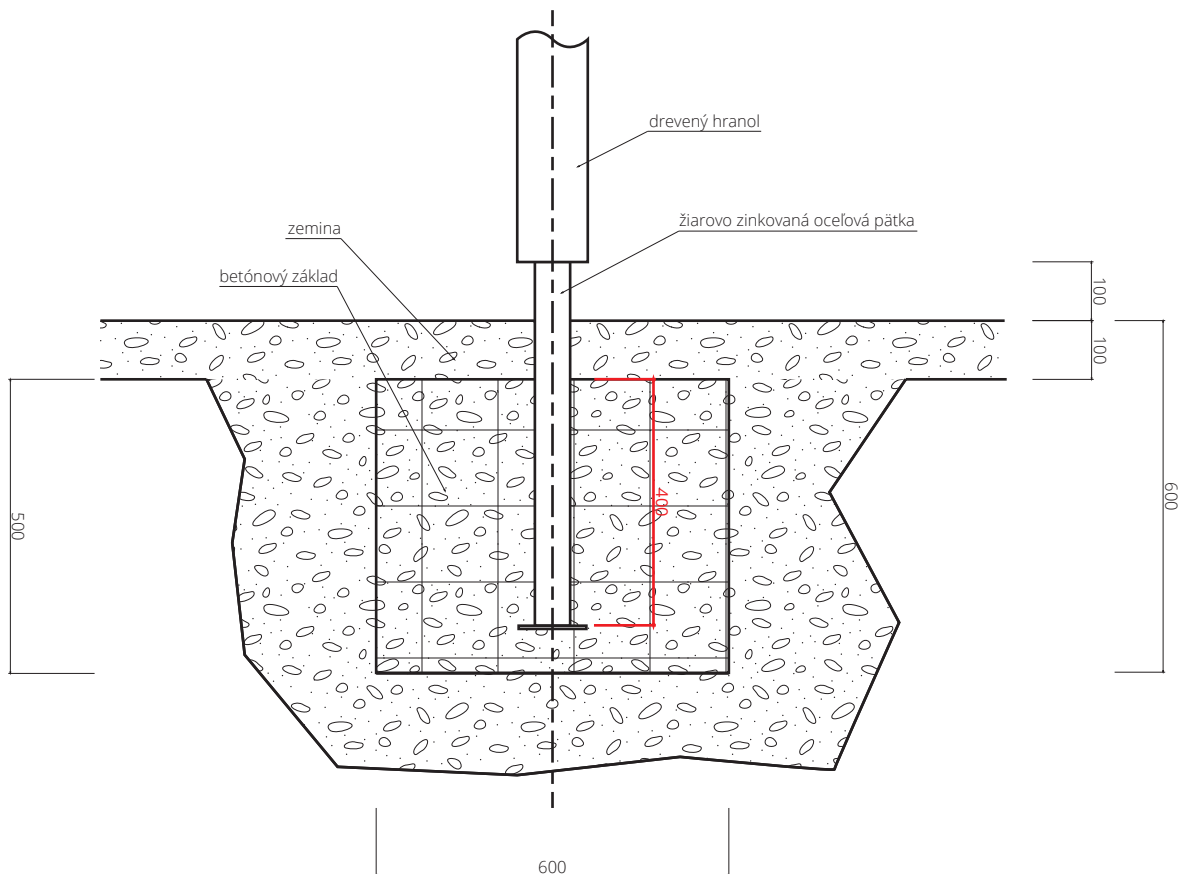 drevený hranol
žiarovo zinkovaná oceľová pätka
zemina
betónový základ
100
100
400
500
600
600